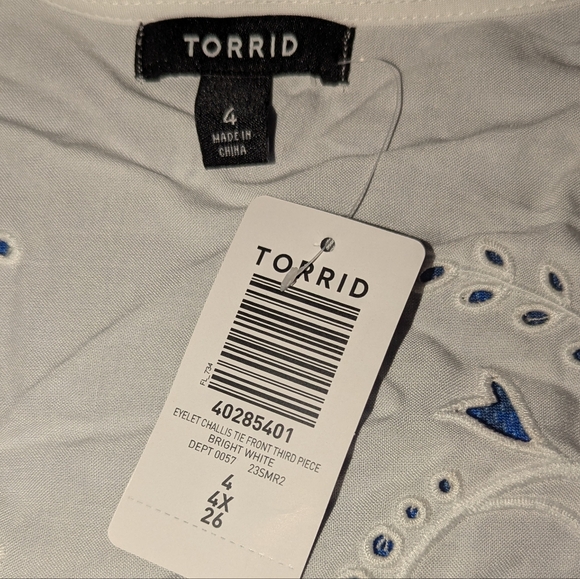 TORRID
4
MADE IN
CHINA
TORRID
FL_734
40285401
EYELET CHALLIS TIE FRONT THIRD PIECE
BRIGHT WHITE
DEPT 0057 23SMR2
4
4X
26